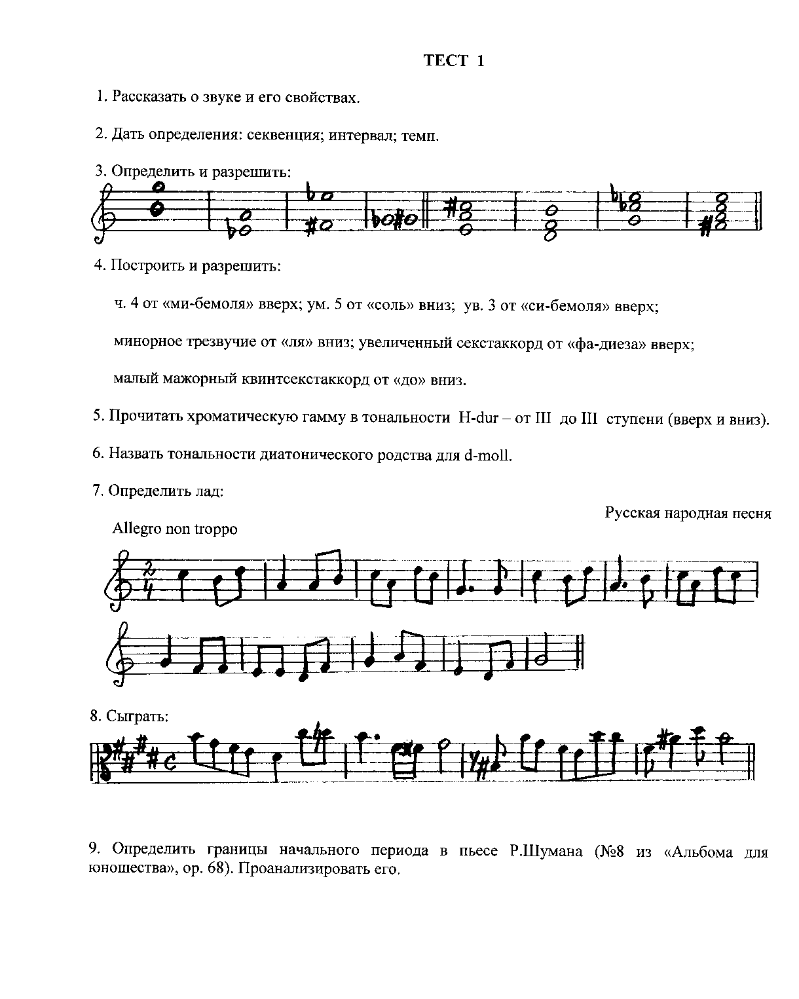 ТЕСТ 1
1. Рассказать о звуке и его свойствах.
2. Дать определения: секвенция; интервал; темп.
3. Определить и разрешить:
4. Построить и разрешить:
ч. 4 от «ми-бемоля» вверх; ум. 5 от «соль» вниз; ув. 3 от «си-бемоля» вверх;
минорное трезвучие от «ля» вниз; увеличенный секстаккорд от «фа-диеза» вверх;
малый мажорный квинтсекстаккорд от «до» вниз.
5. Прочитать хроматическую гамму в тональности H-dur – от III до III ступени (вверх и вниз).
6. Назвать тональности диатонического родства для d-moll.
7. Определить лад:
Русская народная песня
Allegro non troppo
2
4
8. Сыграть:
C
9. Определить границы начального периода в пьесе Р.Шумана (№8 из «Альбома для
юношества», ор. 68). Проанализировать его.